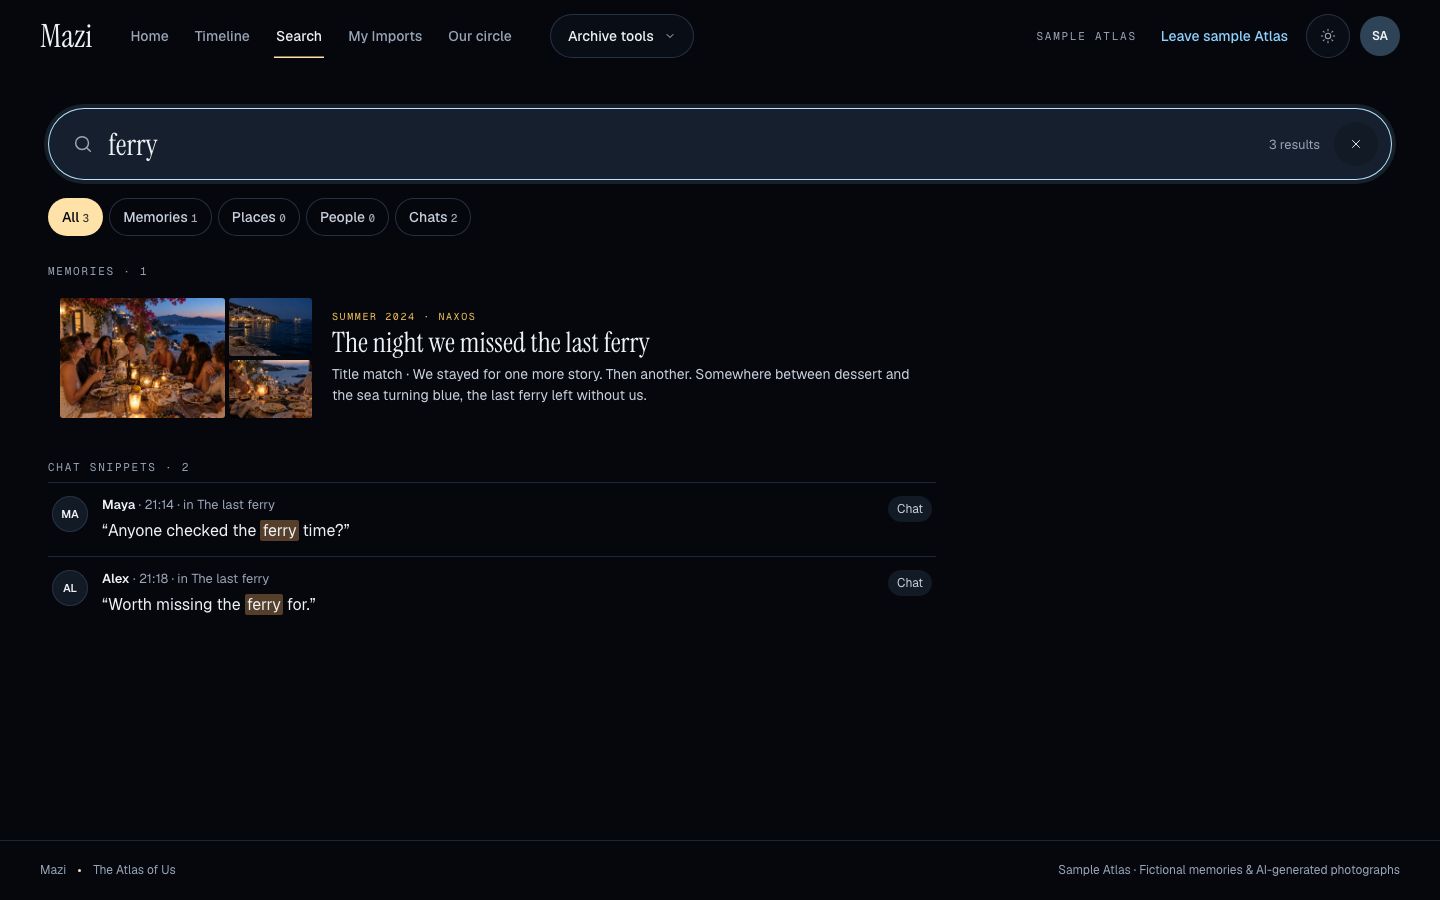 Mazi
Home
Timeline
Search
My Imports
Our circle
Archive tools
SAMPLE ATLAS
Leave sample Atlas
SA
ferry
3 results
All 3
Memories 1
Places 0
People 0
Chats 2
MEMORIES · 1
SUMMER 2024 · NAXOS
The night we missed the last ferry
Title match · We stayed for one more story. Then another. Somewhere between dessert and
the sea turning blue, the last ferry left without us.
CHAT SNIPPETS · 2
MA
Maya · 21:14 · in The last ferry
“Anyone checked the ferry time?”
Chat
AL
Alex · 21:18 · in The last ferry
“Worth missing the ferry for.”
Chat
Mazi • The Atlas of Us
Sample Atlas · Fictional memories & AI-generated photographs